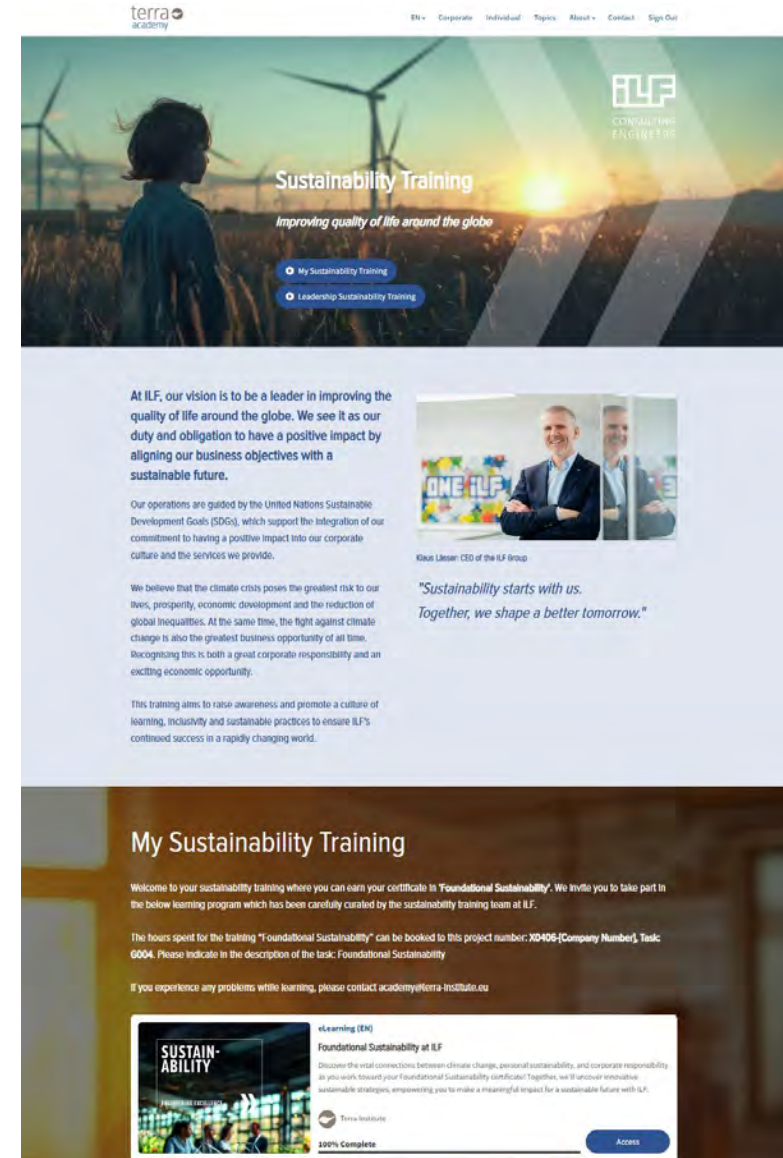 terra
academy
EN Corporate Individual Topics About Contact Sign Out
iLF
CONSULTING
ENGINEERS
Sustainability Training
Improving quality of life around the globe
My Sustainability Training
Leadership Sustainability Training
At ILF, our vision is to be a leader in improving the
quality of life around the globe. We see it as our
duty and obligation to have a positive impact by
aligning our business objectives with a
sustainable future.
Our operations are guided by the United Nations Sustainable
Development Goals (SDGs), which support the integration of our
commitment to having a positive impact into our corporate
culture and the services we provide.
We believe that the climate crisis poses the greatest risk to our
lives, prosperity, economic development and the reduction of
global inequalities. At the same time, the fight against climate
change is also the greatest business opportunity of all time.
Recognising this is both a great corporate responsibility and an
exciting economic opportunity.
This training aims to raise awareness and promote a culture of
learning, inclusivity and sustainable practices to ensure ILF's
continued success in a rapidly changing world.
ONE iLF
Klaus CEO of the ILF Group
"Sustainability starts with us.
Together, we shape a better tomorrow."
My Sustainability Training
Welcome to your sustainability training where you can earn your certificate in 'Foundational Sustainability'. We invite you to take part in
the below learning program which has been carefully curated by the sustainability training team at ILF.
The hours spent for the training "Foundational Sustainability" can be booked to this project number: X0406-[Company Number], Task:
G004. Please indicate in the description of the task: Foundational Sustainability
If you experience any problems while learning, please contact academy@terra-institute.eu
SUSTAIN-
ABILITY
ENGINEERING EXCELLENCE
eLearning (EN)
Foundational Sustainability at ILF
Discover the vital connections between climate change, personal sustainability, and corporate responsibility
as you work toward your Foundational Sustainability certificate! Together, we'll uncover innovative
sustainable strategies, empowering you to make a meaningful impact for a sustainable future with ILF.
Terra Institute
100% Complete
Access